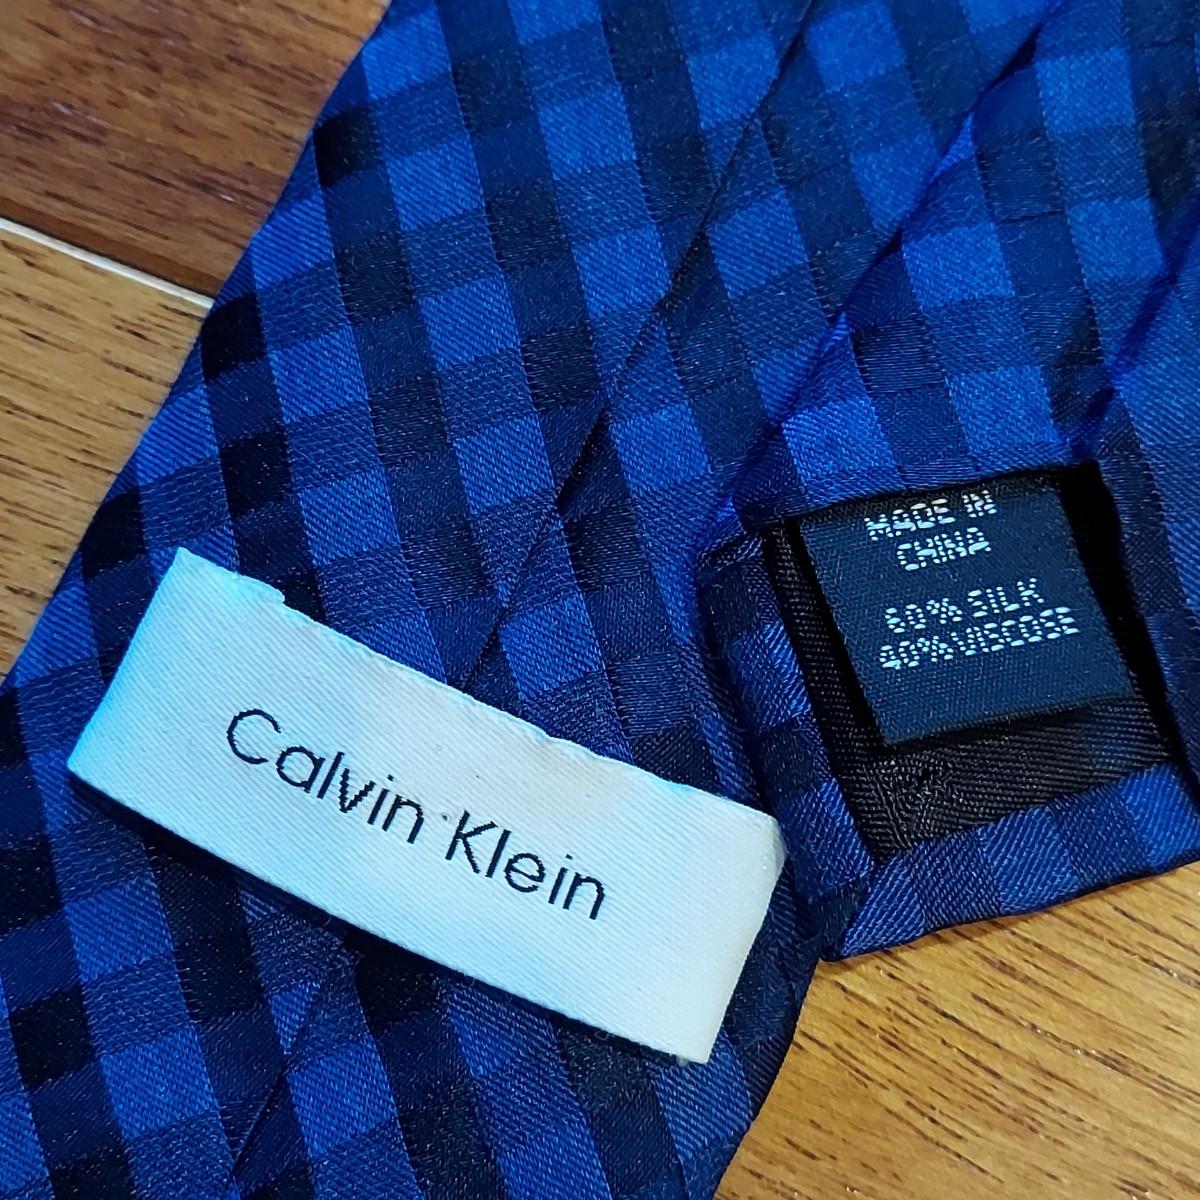 Calvin Klein
MADE IN
CHINA
60% SILK
40% VISCOSE